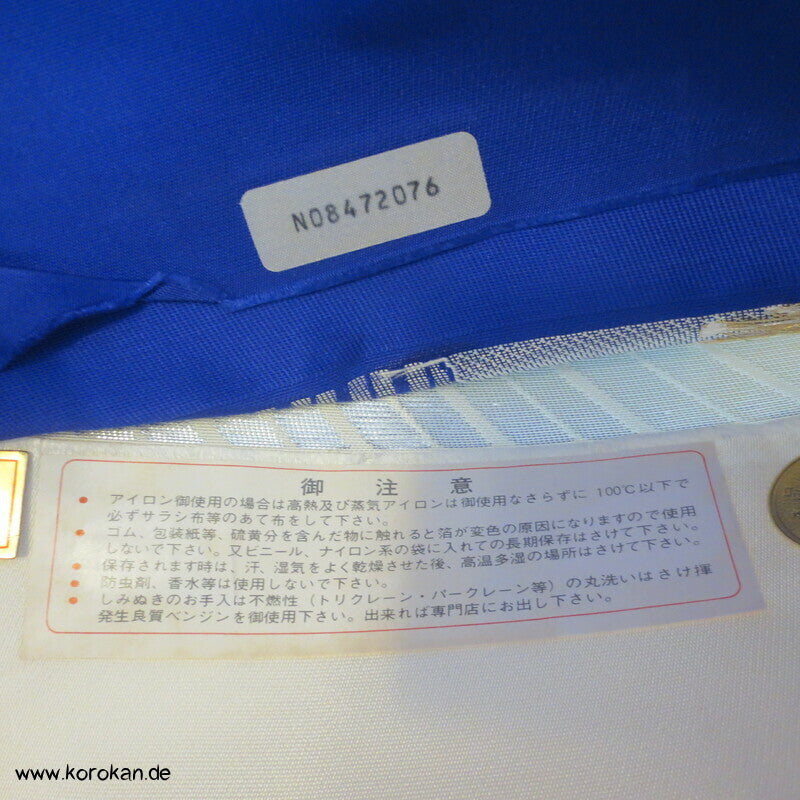 N08472076
御注意
● アイロン御使用の場合は高熱及び蒸気アイロンは御使用なさらずに 100℃以下で
必ずサラシ布等のあて布をして下さい。
● ゴム、包装紙等、硫黄分を含んだ物に触れると箔が変色の原因になりますので使用
しないで下さい。又ビニール、ナイロン系の袋に入れての長期保存はさけて下さい。
● 保存されます時は、汗、湿気をよく乾燥させた後、高温多湿の場所はさけて下さい。
● 防虫剤、香水等は使用しないで下さい。
● しみぬきのお手入は不燃性（トリクレーン・パークレーン等）の丸洗いはさけ揮
発生良質ベンジンを御使用下さい。出来れば専門店にお出し下さい。
www.korokan.de